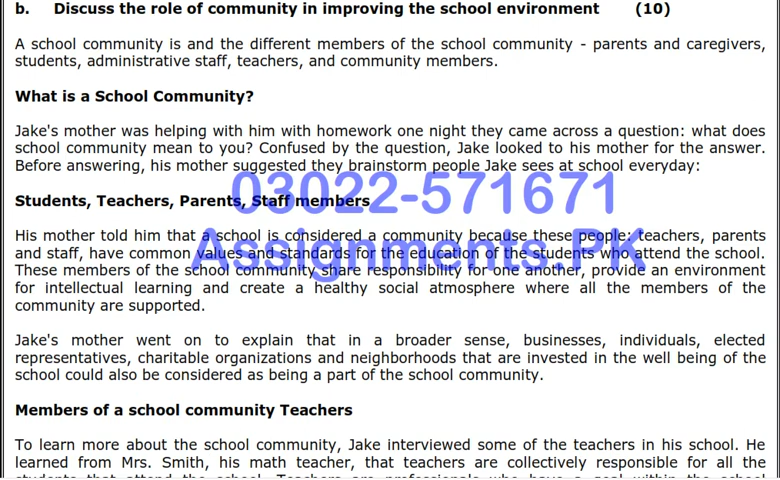 b. Discuss the role of community in improving the school environment (10)
A school community is and the different members of the school community - parents and caregivers,
students, administrative staff, teachers, and community members.
What is a School Community?
Jake's mother was helping with him with homework one night they came across a question: what does
school community mean to you? Confused by the question, Jake looked to his mother for the answer.
Before answering, his mother suggested they brainstorm people Jake sees at school everyday:
03022-571671
Students, Teachers, Parents, Staff members
His mother told him that a school is considered a community because these people: teachers, parents
Assignments.PK
and staff, have common values and standards for the education of the students who attend the school.
These members of the school community share responsibility for one another, provide an environment
for intellectual learning and create a healthy social atmosphere where all the members of the
community are supported.
Jake's mother went on to explain that in a broader sense, businesses, individuals, elected
representatives, charitable organizations and neighborhoods that are invested in the well being of the
school could also be considered as being a part of the school community.
Members of a school community Teachers
To learn more about the school community, Jake interviewed some of the teachers in his school. He
learned from Mrs. Smith, his math teacher, that teachers are collectively responsible for all the